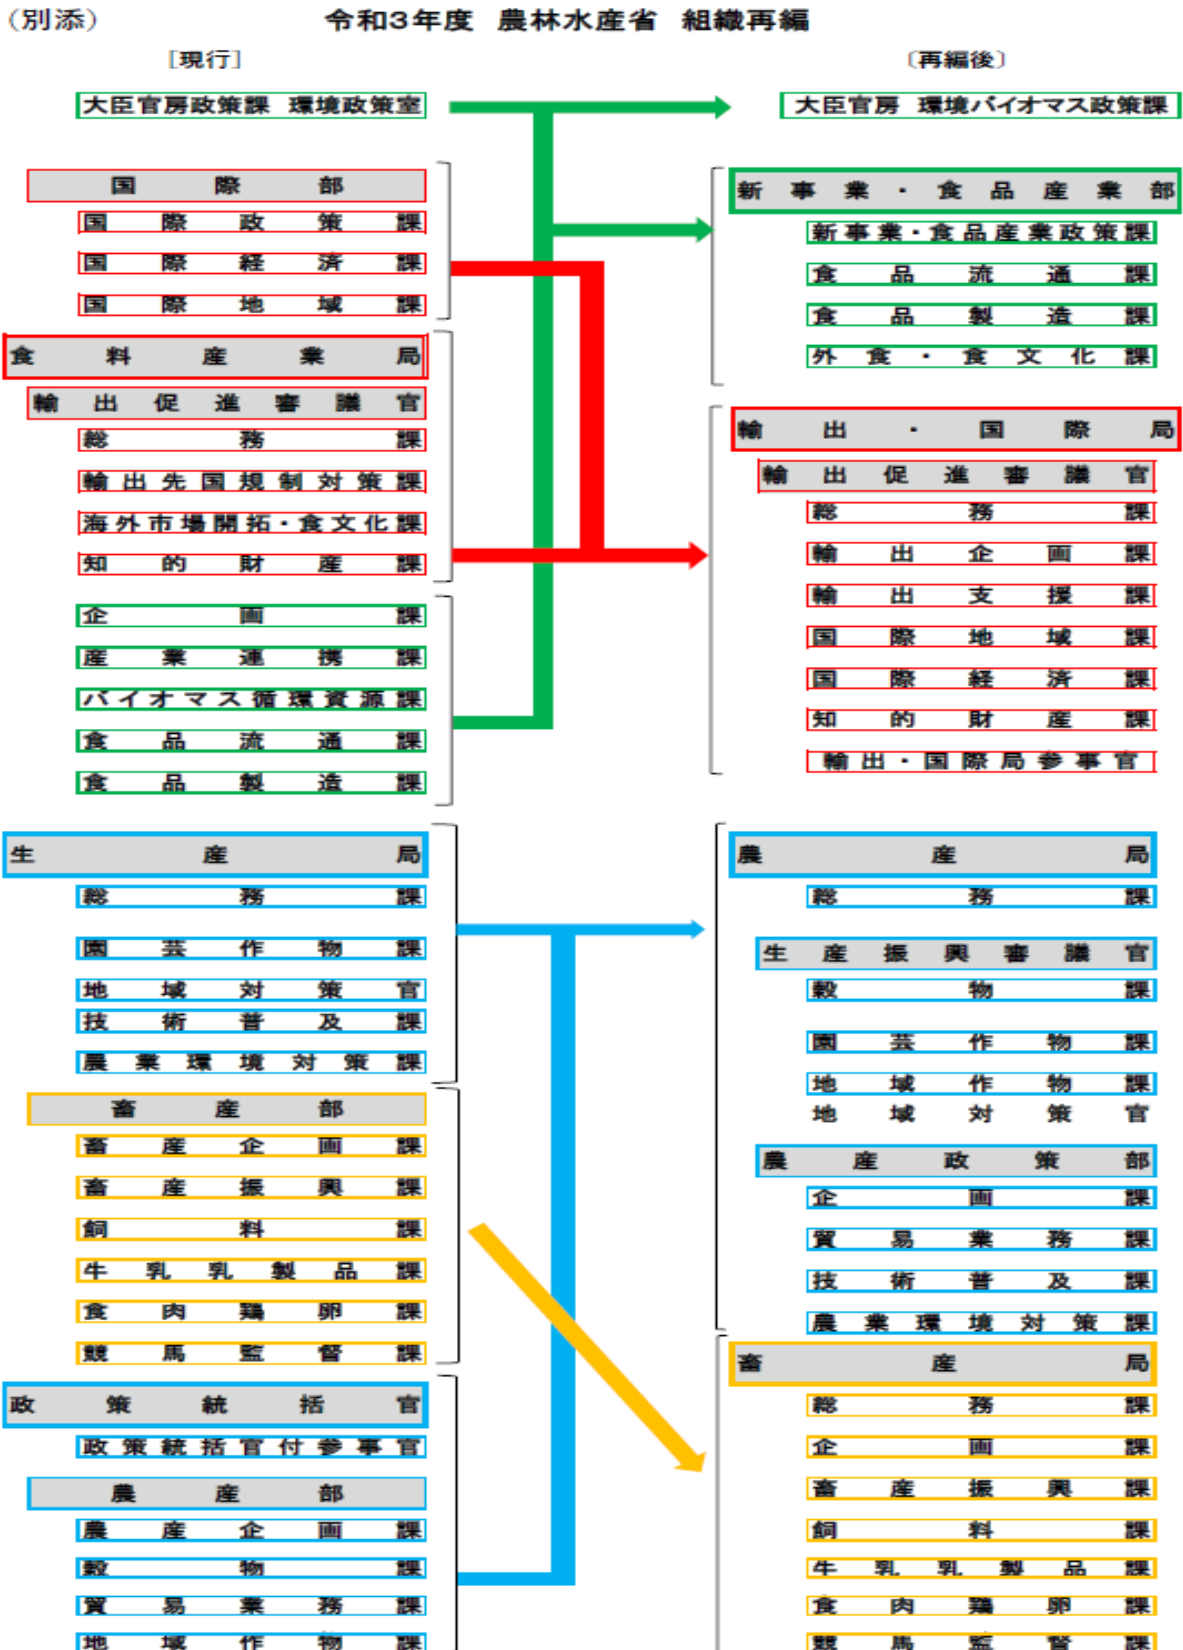 (別添)
令和3年度 農林水産省 組織再編
[現行]
〔再編後〕
大臣官房政策課 環境政策室
国際部
国際政策課
国際経済課
国際地域課
食料産業局
輸出促進審議官
総務課
輸出先国規制対策課
海外市場開拓・食文化課
知的財産課
企画課
産業連携課
バイオマス循環資源課
食品流通課
食品製造課
生産局
総務課
園芸作物課
地域対策官
技術普及課
農業環境対策課
畜産部
畜産企画課
畜産振興課
飼料課
牛乳乳製品課
食肉鶏卵課
競馬監督課
政策統括官
政策統括官付参事官
農産部
農産企画課
穀物課
貿易業務課
地域作物課
大臣官房 環境バイオマス政策課
新事業・食品産業部
新事業・食品産業政策課
食品流通課
食品製造課
外食・食文化課
輸出・国際局
輸出促進審議官
総務課
輸出企画課
輸出支援課
国際地域課
国際経済課
知的財産課
輸出・国際局参事官
農産局
総務課
生産振興審議官
穀物課
園芸作物課
地域作物課
地域対策官
農産政策部
企画課
貿易業務課
技術普及課
農業環境対策課
畜産局
総務課
企画課
畜産振興課
飼料課
牛乳乳製品課
食肉鶏卵課
競馬監督課